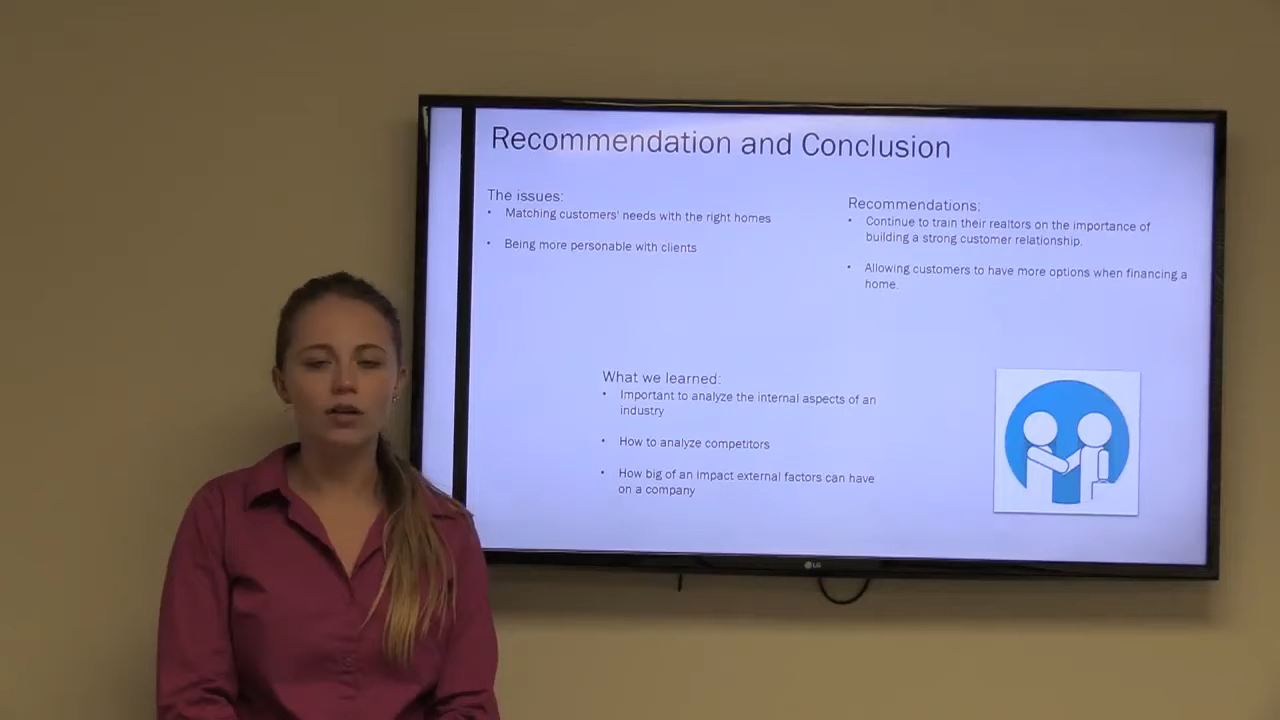 Recommendation and Conclusion
The issues:
• Matching customers' needs with the right homes
• Being more personable with clients
Recommendations:
• Continue to train their realtors on the importance of
building a strong customer relationship.
• Allowing customers to have more options when financing a
home.
What we learned:
• Important to analyze the internal aspects of an
industry
• How to analyze competitors
• How big of an impact external factors can have
on a company
LG